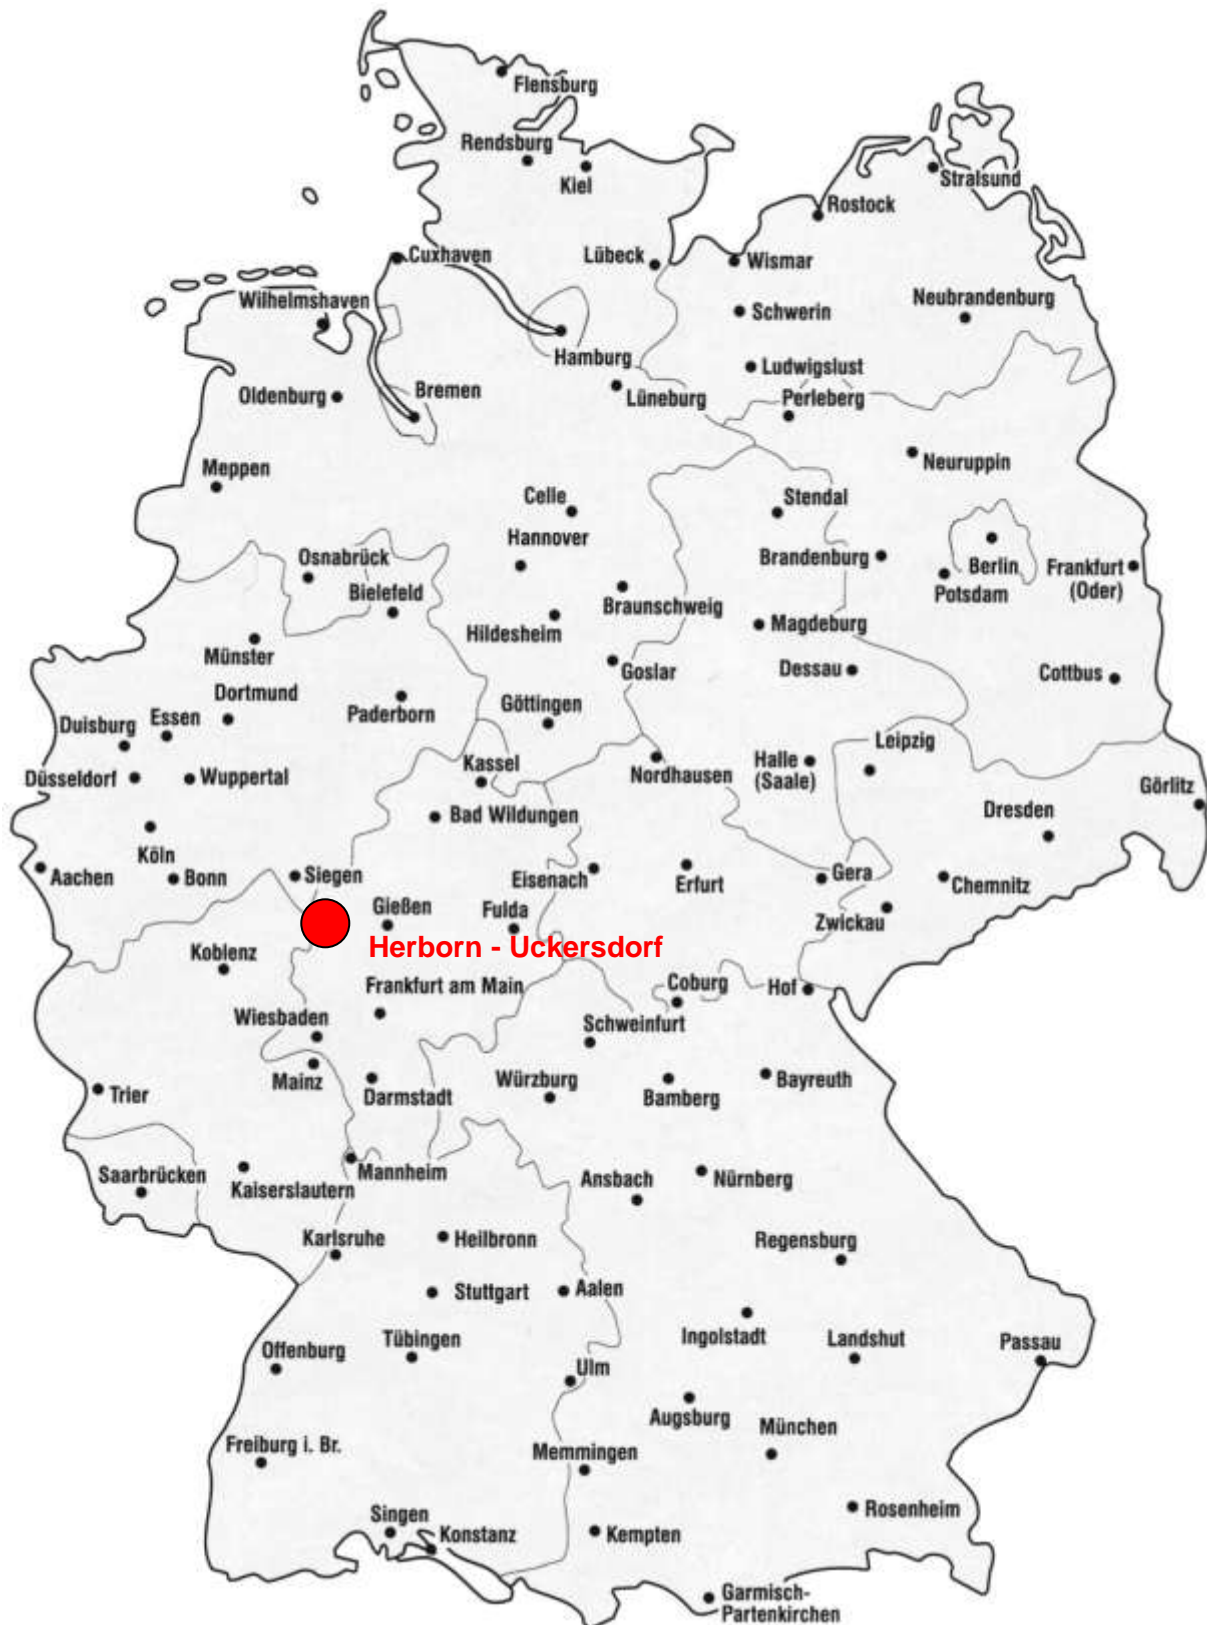 Flensburg
Rendsburg
Kiel
Stralsund
Rostock
Cuxhaven
Lübeck
Wismar
Wilhelmshaven
Schwerin
Neubrandenburg
Hamburg
Ludwigslust
Oldenburg
Bremen
Lüneburg
Perleberg
Meppen
Neuruppin
Celle
Stendal
Hannover
Osnabrück
Brandenburg
Berlin
Frankfurt
(Oder)
Bielefeld
Potsdam
Braunschweig
Hildesheim
Magdeburg
Münster
Goslar
Dessau
Cottbus
Dortmund
Paderborn
Göttingen
Duisburg
Essen
Leipzig
Kassel
Nordhausen
Halle
(Saale)
Düsseldorf
Wuppertal
Görlitz
Bad Wildungen
Dresden
Köln
Aachen
Bonn
Siegen
Eisenach
Erfurt
Gera
Chemnitz
Gießen
Fulda
Zwickau
Herborn - Uckersdorf
Koblenz
Frankfurt am Main
Coburg
Hof
Wiesbaden
Schweinfurt
Mainz
Darmstadt
Würzburg
Bamberg
Bayreuth
Trier
Saarbrücken
Kaiserslautern
Mannheim
Ansbach
Nürnberg
Karlsruhe
Heilbronn
Regensburg
Stuttgart
Aalen
Offenburg
Tübingen
Ingolstadt
Landshut
Passau
Ulm
Augsburg
München
Freiburg i. Br.
Memmingen
Singen
Konstanz
Kempten
Rosenheim
Garmisch-
Partenkirchen